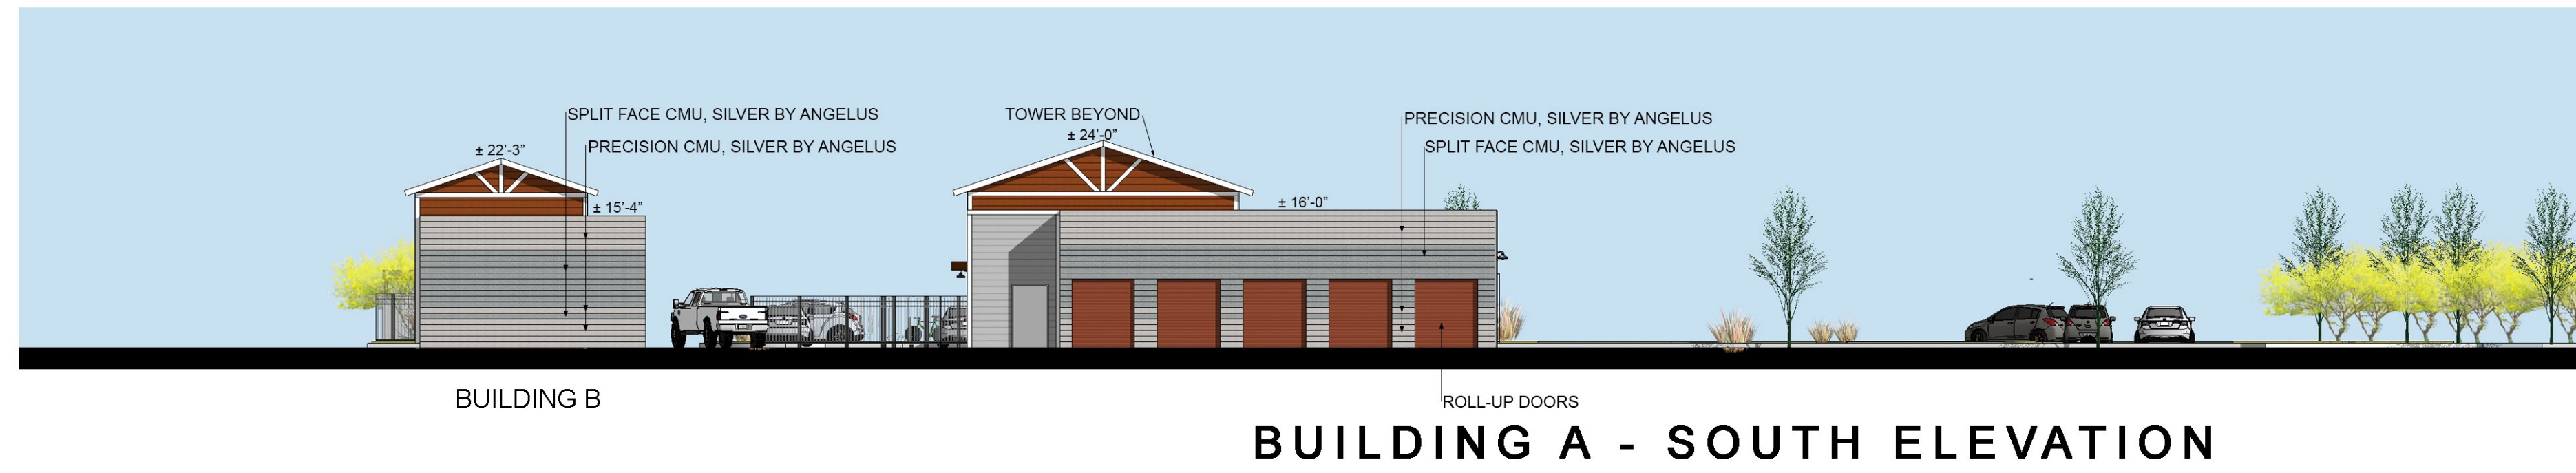 SPLIT FACE CMU, SILVER BY ANGELUS
PRECISION CMU, SILVER BY ANGELUS
± 22'-3"
± 15'-4"
TOWER BEYOND
± 24'-0"
± 16'-0"
PRECISION CMU, SILVER BY ANGELUS
SPLIT FACE CMU, SILVER BY ANGELUS
BUILDING B
ROLL-UP DOORS
BUILDING A - SOUTH ELEVATION